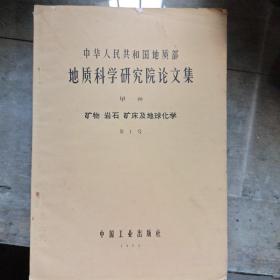 中华人民共和国地质部
地质科学研究院论文集
甲种
矿物 岩石 矿床及地球化学
第1号
中国工业出版社